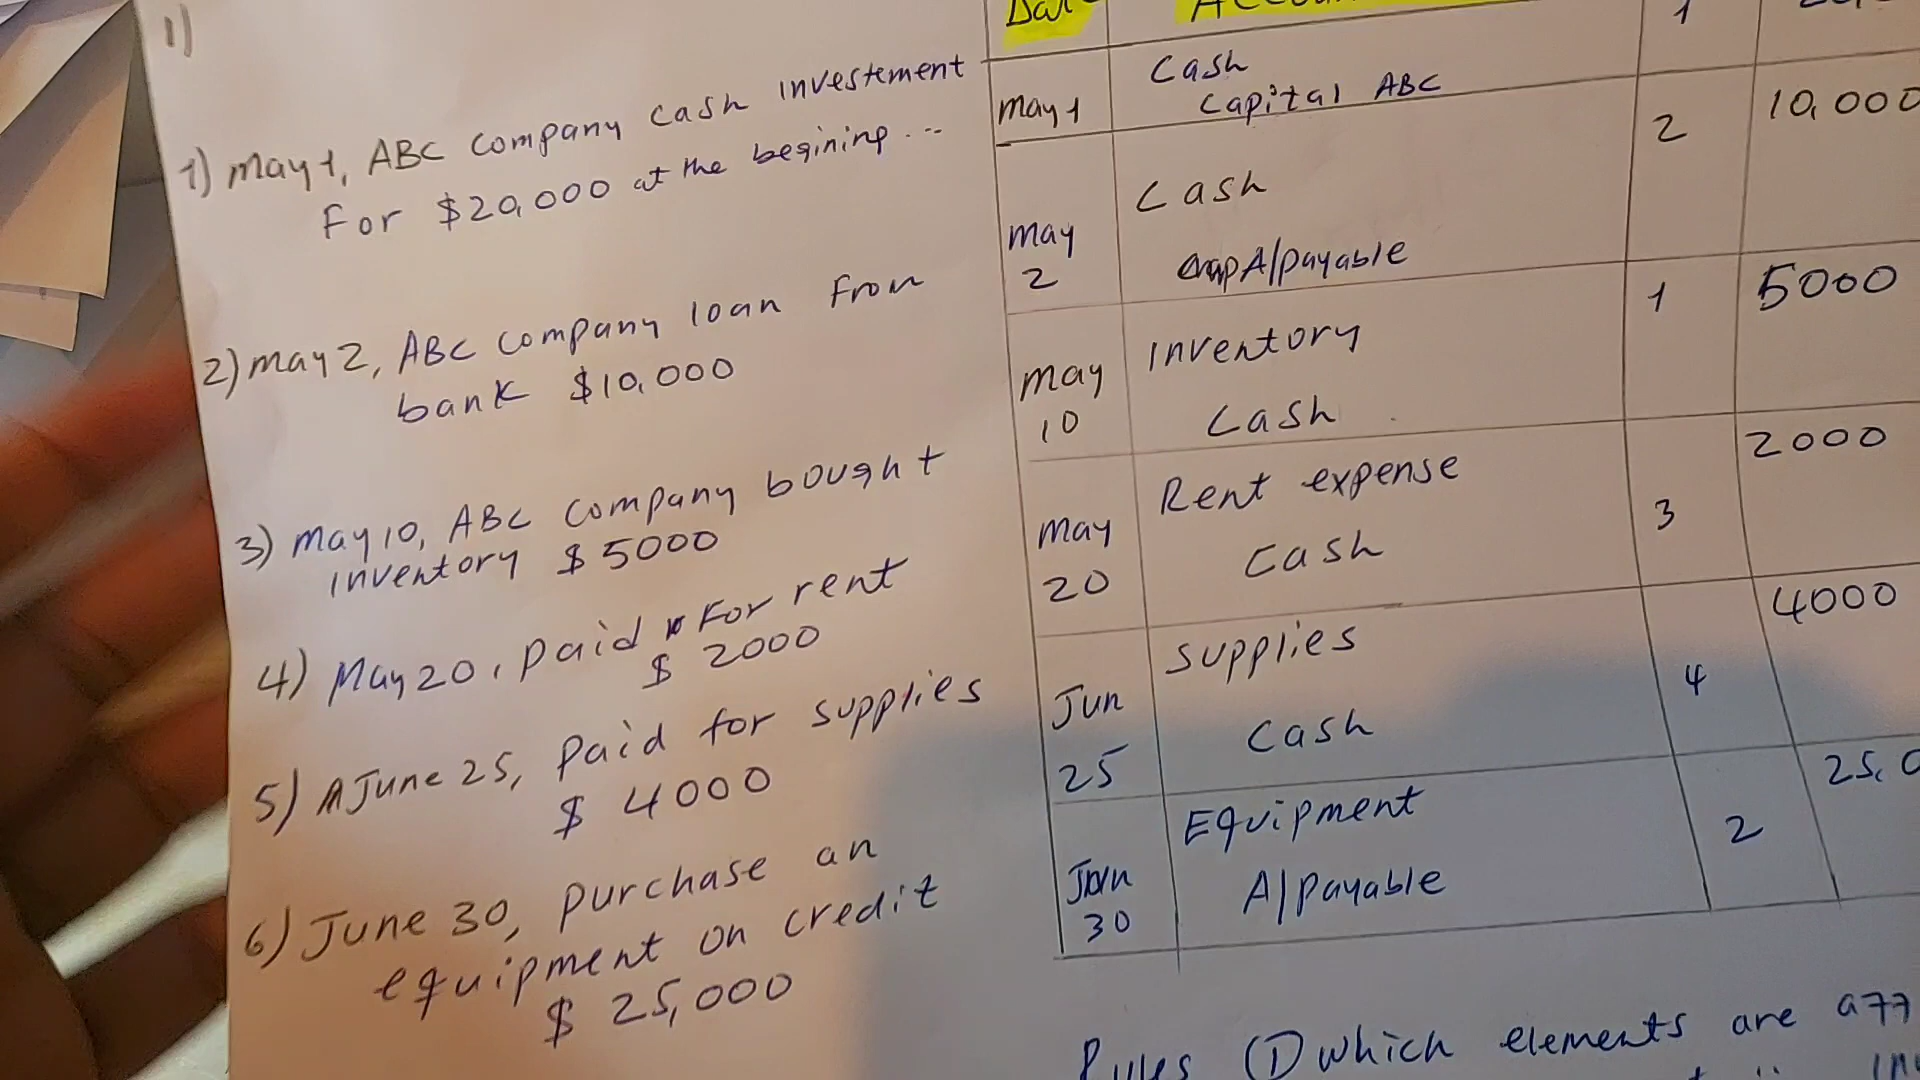 1)
1) May 1, ABC company cash investement
For $20,000 at the begining ...
2) may 2, ABC company loan from
bank $10,000
3) may 10, ABC company bought
inventory $5000
4) May 20, paid For rent
$ 2000
5) June 25, Paid for supplies
$ 4000
6) June 30, purchase an
equipment on credit
$ 25,000
1
may 1
Cash
Capital ABC
2
10,000
May
2
Cash
A/payable
1
5000
May
10
Inventory
Cash
2000
May
20
Rent expense
Cash
3
4000
Jun
25
Supplies
Cash
4
Jun
30
Equipment
A/payable
2
Rules (1) which elements are